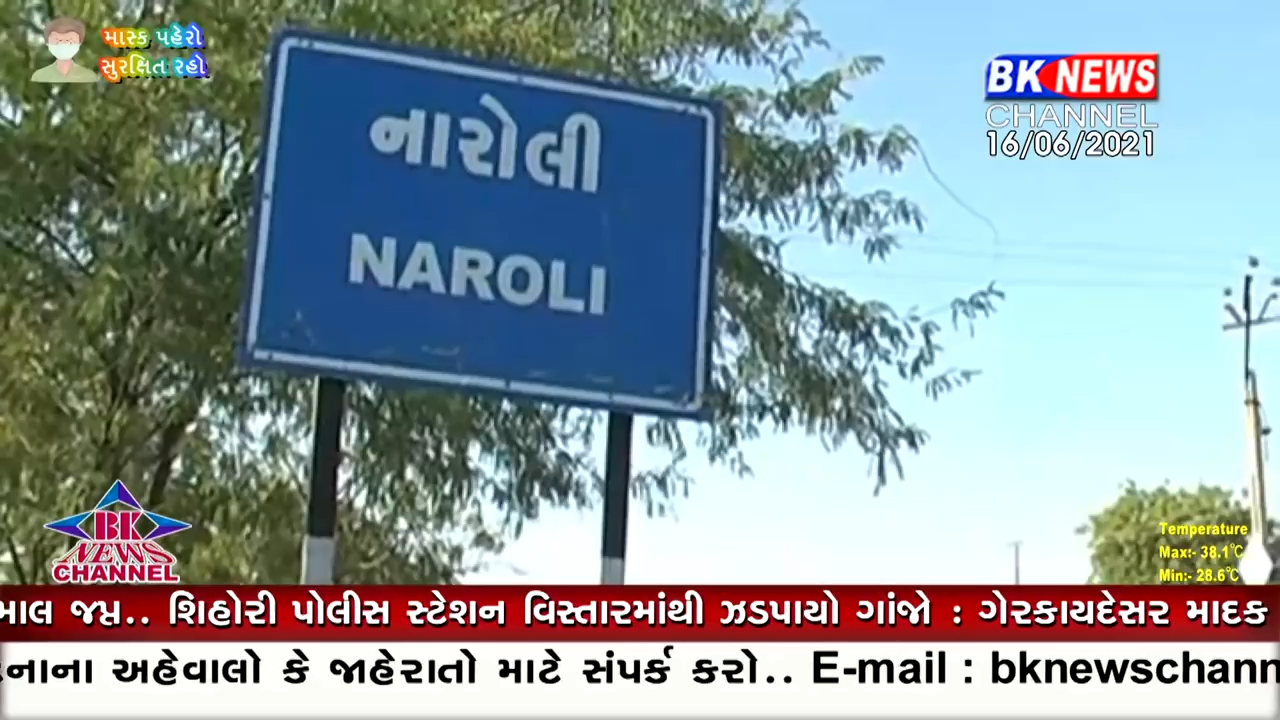 માસ્ક પહેરો
સુરક્ષિત રહો
BK NEWS
CHANNEL
16/06/2021
નારોલી
NAROLI
BK
NEWS
CHANNEL
Temperature
Max:- 38.1℃
Min:- 28.6℃
માલ જપ્ત.. શિહોરી પોલીસ સ્ટેશન વિસ્તારમાંથી ઝડપાયો ગાંજો : ગેરકાયદેસર માદક
અહેવાલો કે જાહેરાતો માટે સંપર્ક કરો.. E-mail : bknewschann